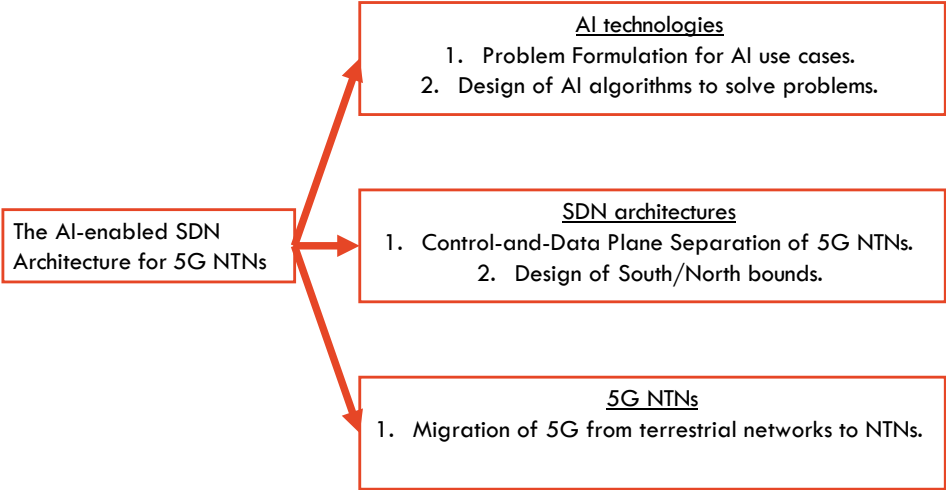 AI technologies
1. Problem Formulation for AI use cases.
2. Design of AI algorithms to solve problems.
The AI-enabled SDN
Architecture for 5G NTNs
SDN architectures
1. Control-and-Data Plane Separation of 5G NTNs.
2. Design of South/North bounds.
5G NTNs
1. Migration of 5G from terrestrial networks to NTNs.